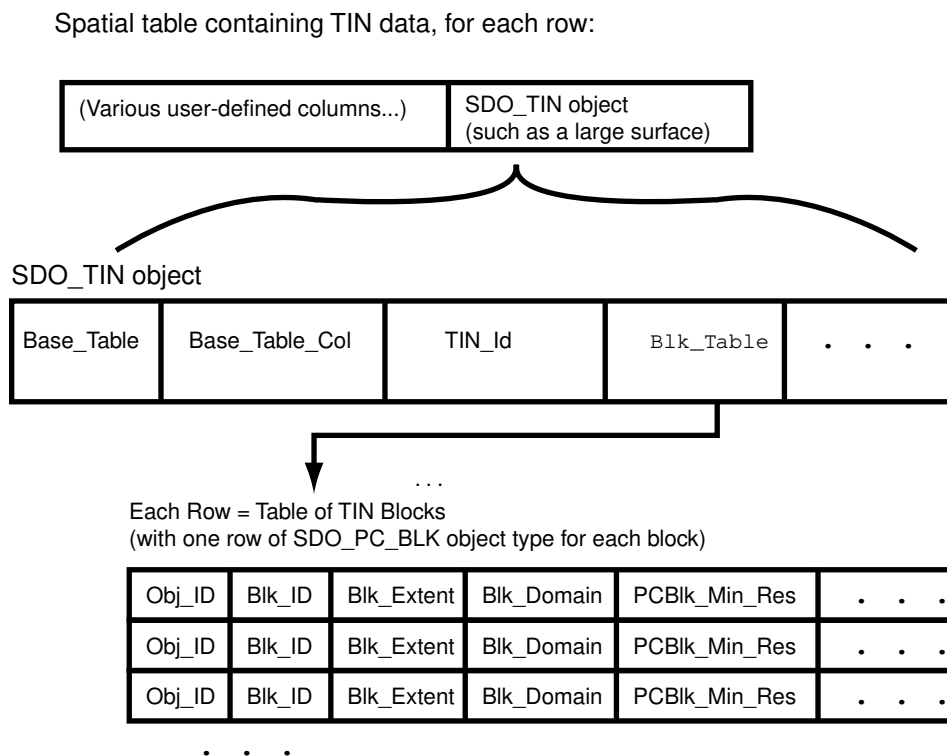 Spatial table containing TIN data, for each row:
(Various user-defined columns...)
SDO_TIN object
(such as a large surface)
SDO_TIN object
Base_Table Base_Table_Col TIN_Id Blk_Table . . .
. . .
Each Row = Table of TIN Blocks
(with one row of SDO_PC_BLK object type for each block)
Obj_ID Blk_ID Blk_Extent Blk_Domain PCBlk_Min_Res . . .
Obj_ID Blk_ID Blk_Extent Blk_Domain PCBlk_Min_Res . . .
Obj_ID Blk_ID Blk_Extent Blk_Domain PCBlk_Min_Res . . .
. . .